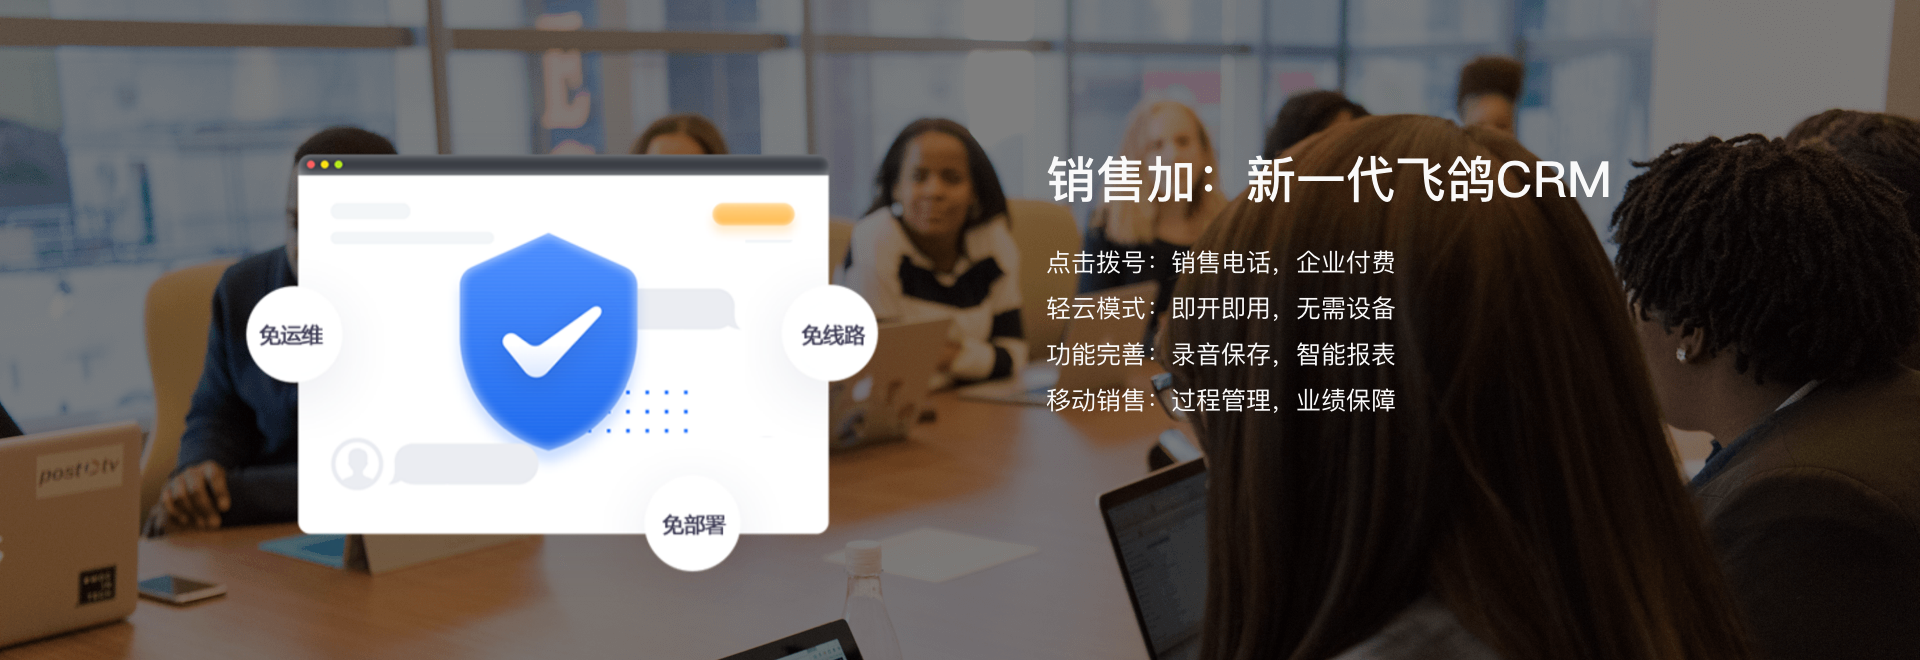 销售加：新一代飞鸽CRM
点击拨号：销售电话，企业付费
轻云模式：即开即用，无需设备
功能完善：录音保存，智能报表
移动销售：过程管理，业绩保障
免运维
免线路
免部署